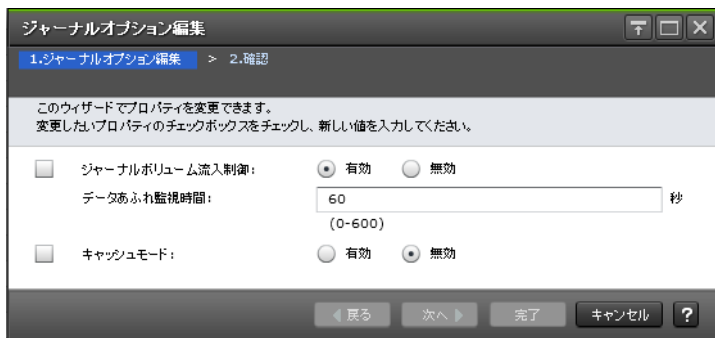 ジャーナルオプション編集
1.ジャーナルオプション編集 > 2.確認
このウィザードでプロパティを変更できます。
変更したいプロパティのチェックボックスをチェックし、新しい値を入力してください。
ジャーナルボリューム流入制御: 有効 無効
データあふれ監視時間: 60 秒
(0-600)
キャッシュモード: 有効 無効
戻る 次へ 完了 キャンセル ?